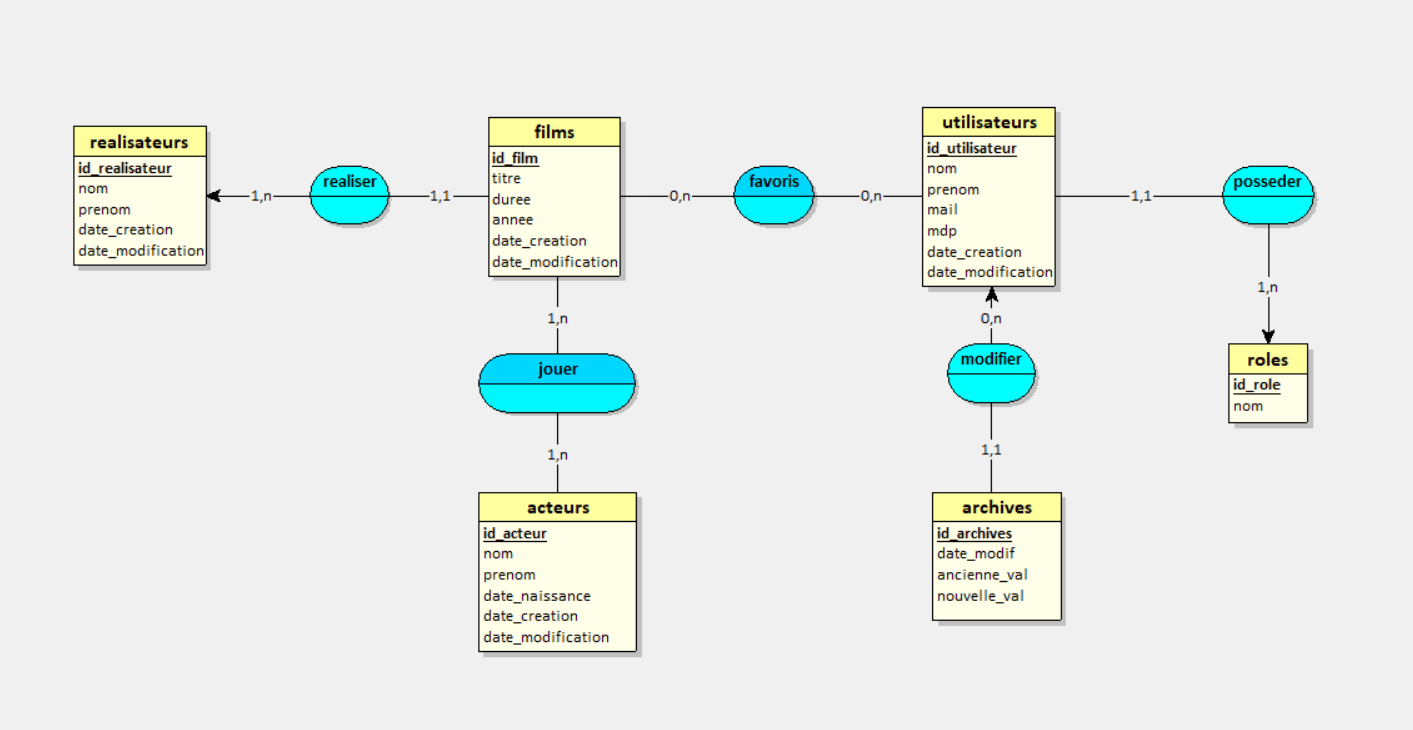 realisateurs
id_realisateur
nom
prenom
date_creation
date_modification
1,n
realiser
1,1
films
id_film
titre
duree
annee
date_creation
date_modification
0,n
favoris
0,n
utilisateurs
id_utilisateur
nom
prenom
mail
mdp
date_creation
date_modification
1,1
posseder
1,n
roles
id_role
nom
1,n
jouer
1,n
acteurs
id_acteur
nom
prenom
date_naissance
date_creation
date_modification
0,n
modifier
1,1
archives
id_archives
date_modif
ancienne_val
nouvelle_val